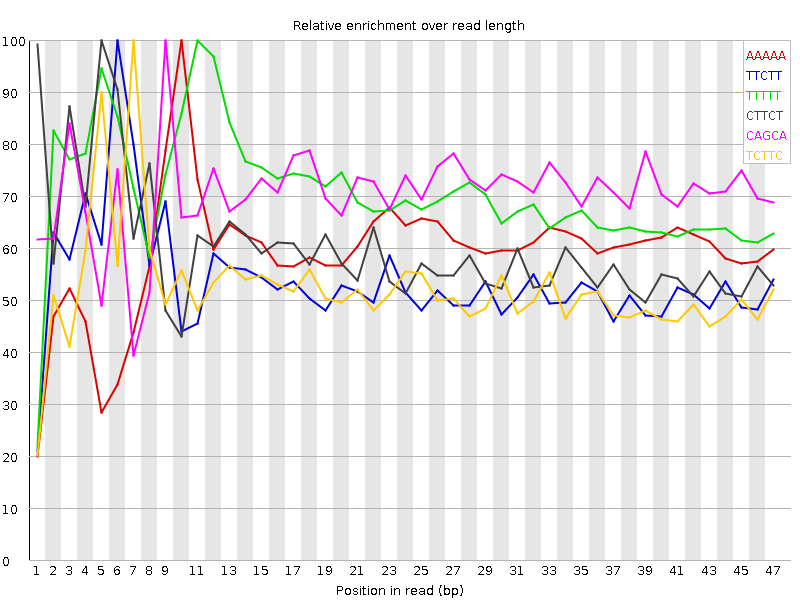 Relative enrichment over read length
100
90
80
70
60
50
40
30
20
10
0
AAAAA
TTCTT
TTTTT
CTTCT
CAGCA
TCTTC
1 2 3 4 5 6 7 8 9 11 13 15 17 19 21 23 25 27 29 31 33 35 37 39 41 43 45 47
Position in read (bp)